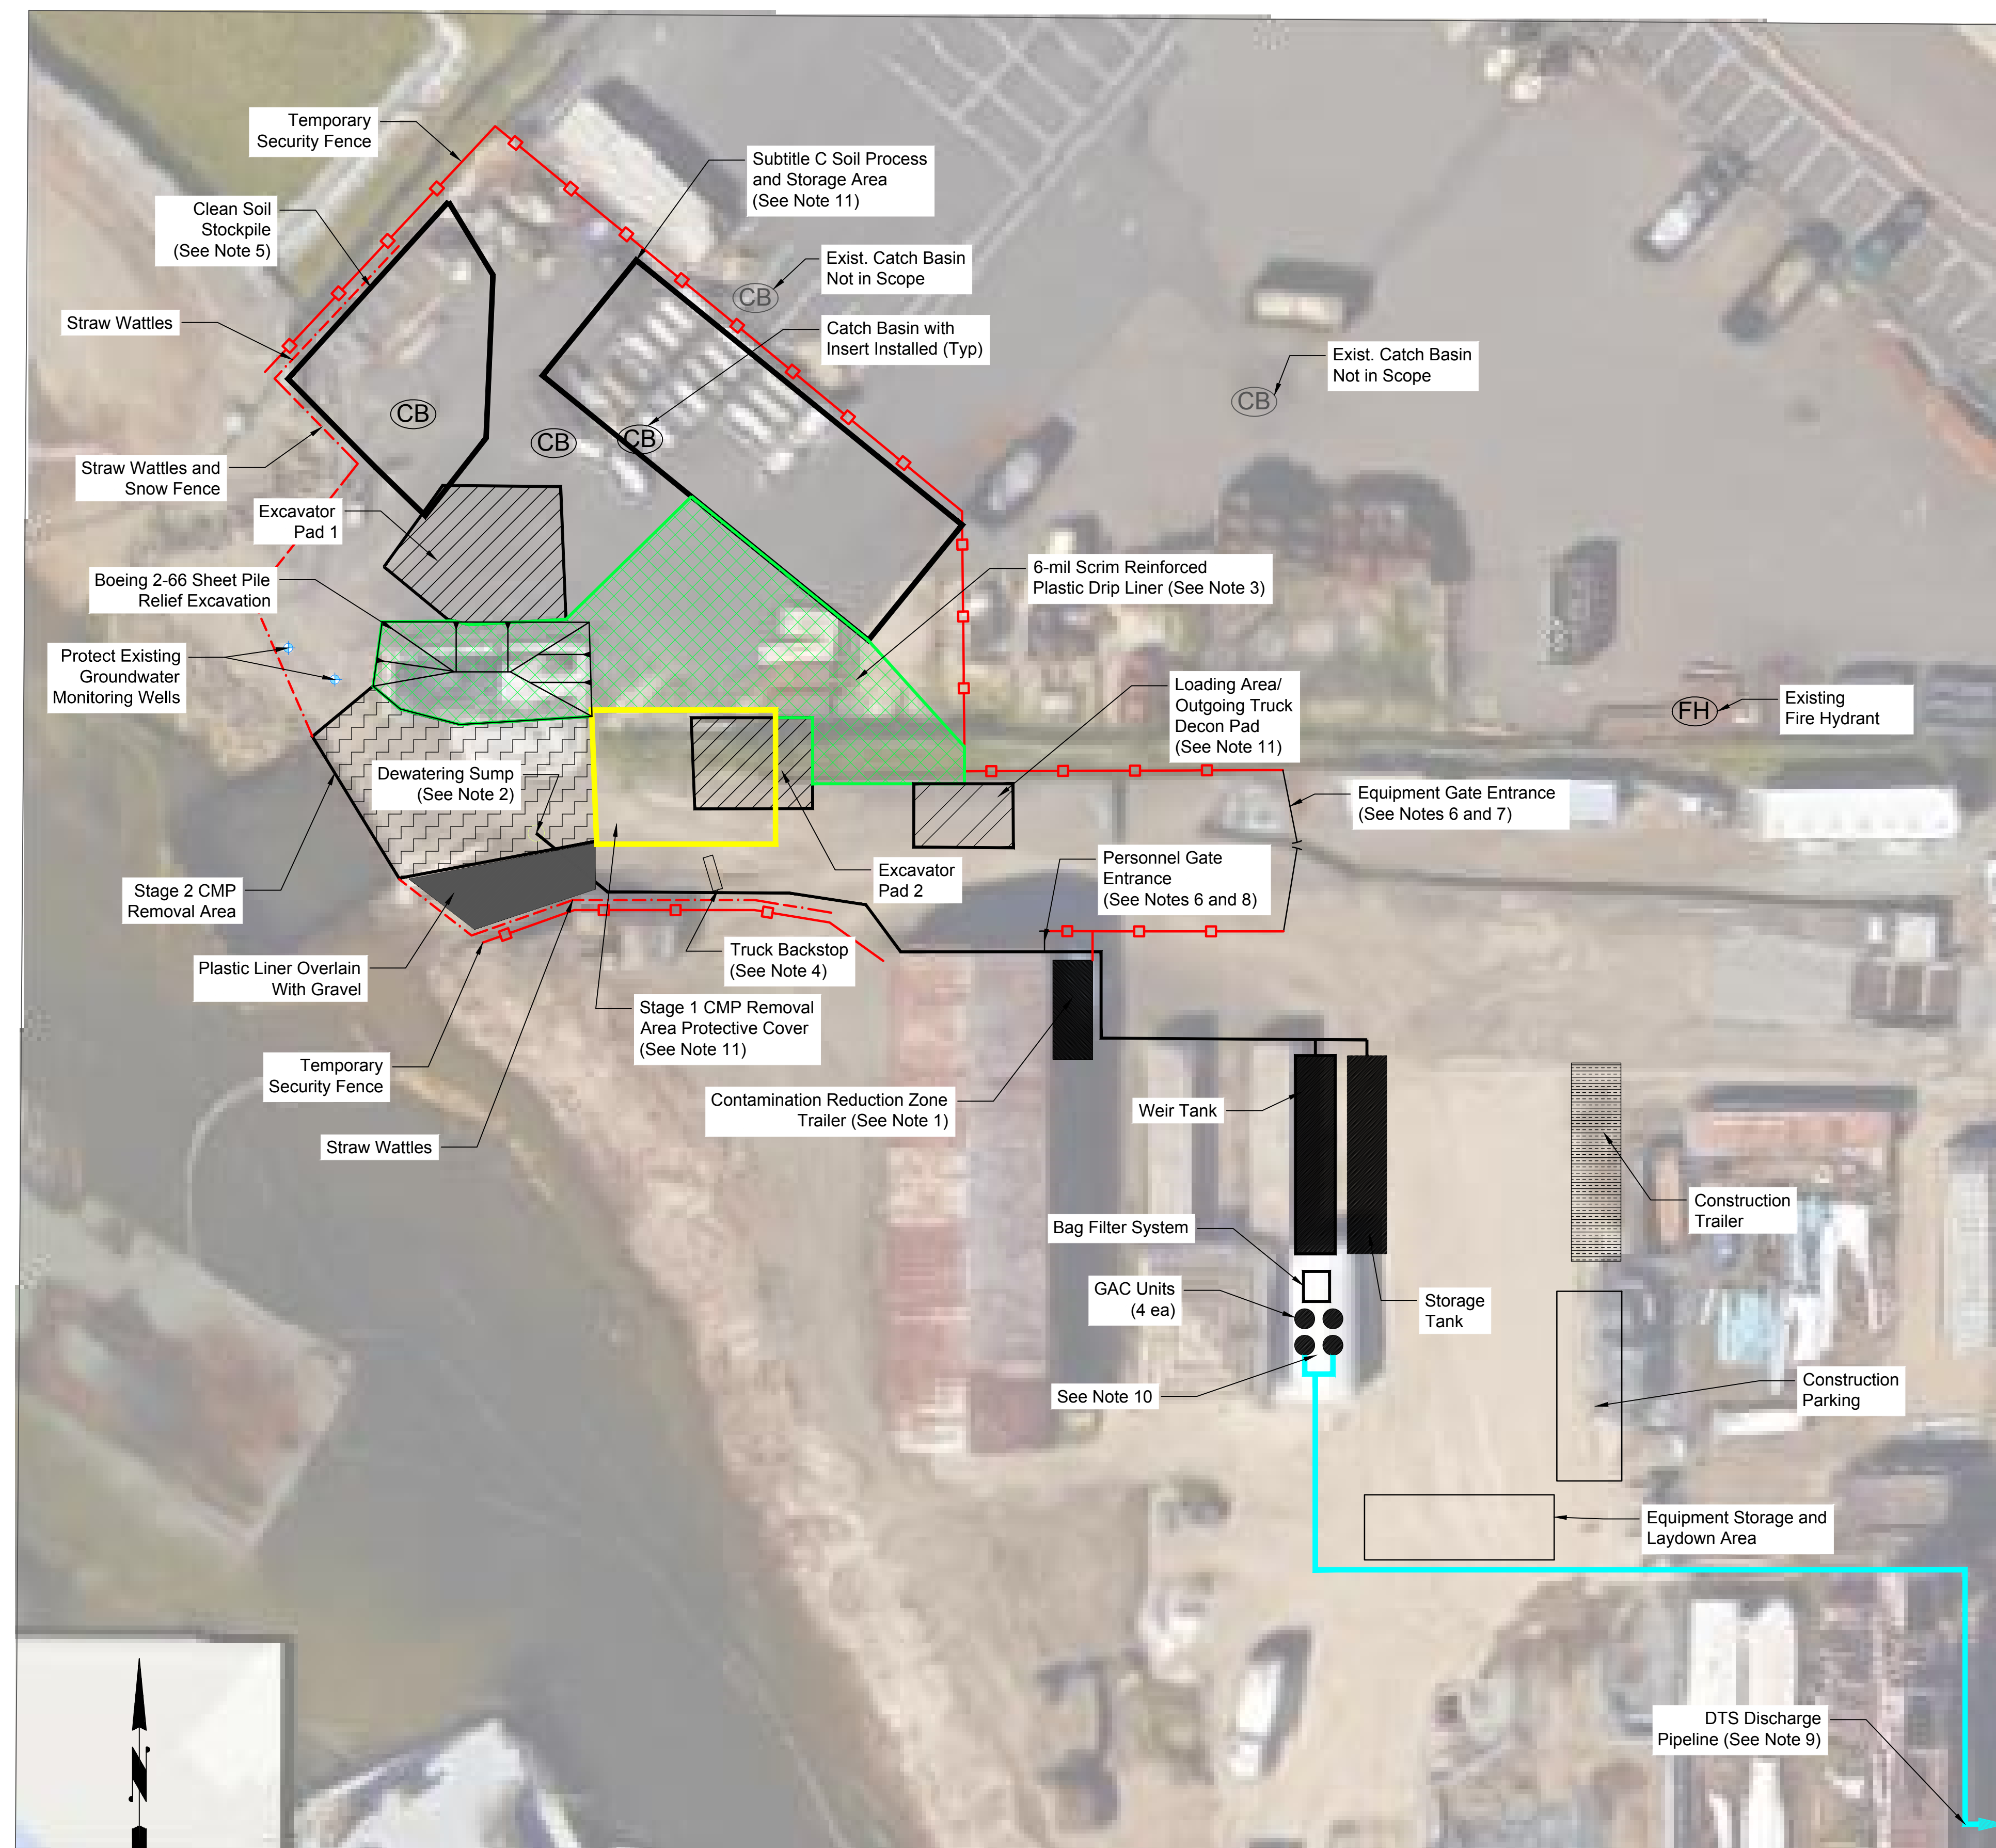 Temporary
Security Fence
Subtitle C Soil Process
and Storage Area
(See Note 11)
Clean Soil
Stockpile
(See Note 5)
Exist. Catch Basin
Not in Scope
CB
Straw Wattles
Catch Basin with
Insert Installed (Typ)
Exist. Catch Basin
Not in Scope
CB
CB
CB
CB
Straw Wattles and
Snow Fence
Excavator
Pad 1
Boeing 2-66 Sheet Pile
Relief Excavation
6-mil Scrim Reinforced
Plastic Drip Liner (See Note 3)
Protect Existing
Groundwater
Monitoring Wells
Loading Area/
Outgoing Truck
Decon Pad
(See Note 11)
FH
Existing
Fire Hydrant
Dewatering Sump
(See Note 2)
Equipment Gate Entrance
(See Notes 6 and 7)
Excavator
Pad 2
Personnel Gate
Entrance
(See Notes 6 and 8)
Stage 2 CMP
Removal Area
Truck Backstop
(See Note 4)
Plastic Liner Overlain
With Gravel
Stage 1 CMP Removal
Area Protective Cover
(See Note 11)
Temporary
Security Fence
Contamination Reduction Zone
Trailer (See Note 1)
Weir Tank
Straw Wattles
Construction
Trailer
Bag Filter System
GAC Units
(4 ea)
Storage
Tank
See Note 10
Construction
Parking
Equipment Storage and
Laydown Area
DTS Discharge
Pipeline (See Note 9)
N